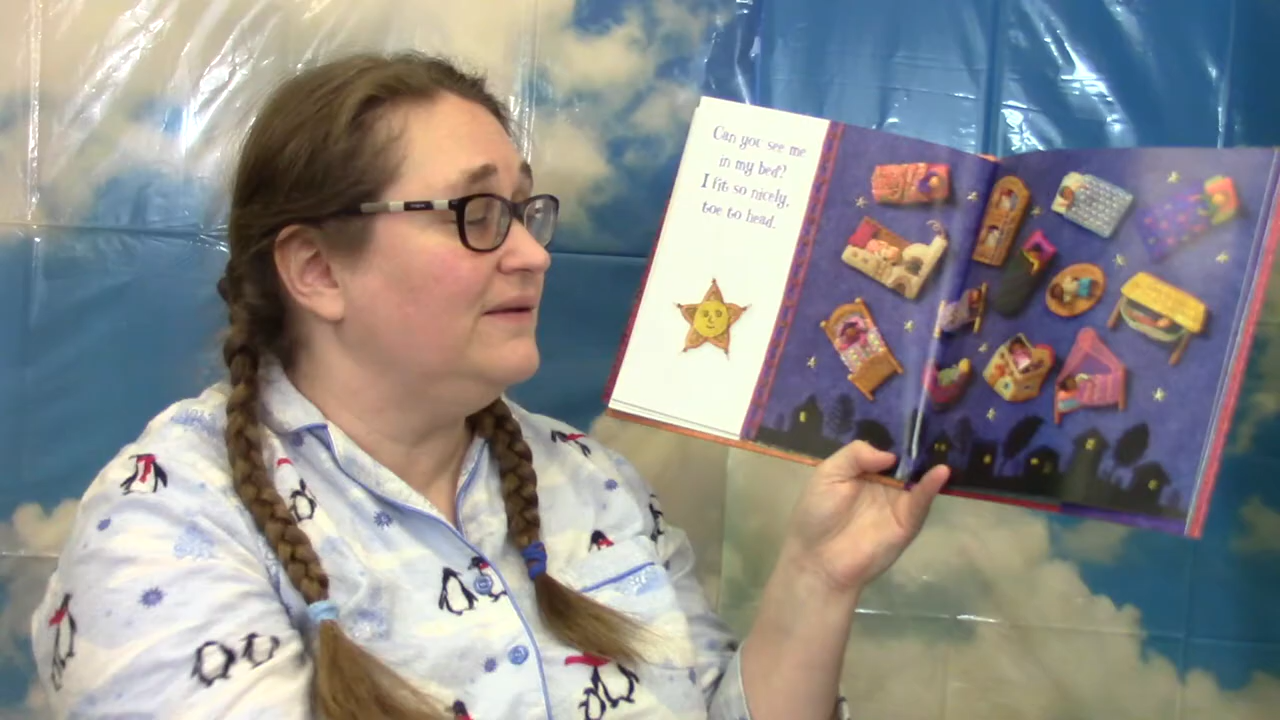 Can you see me
in my bed?
I fit so nicely,
toe to head.